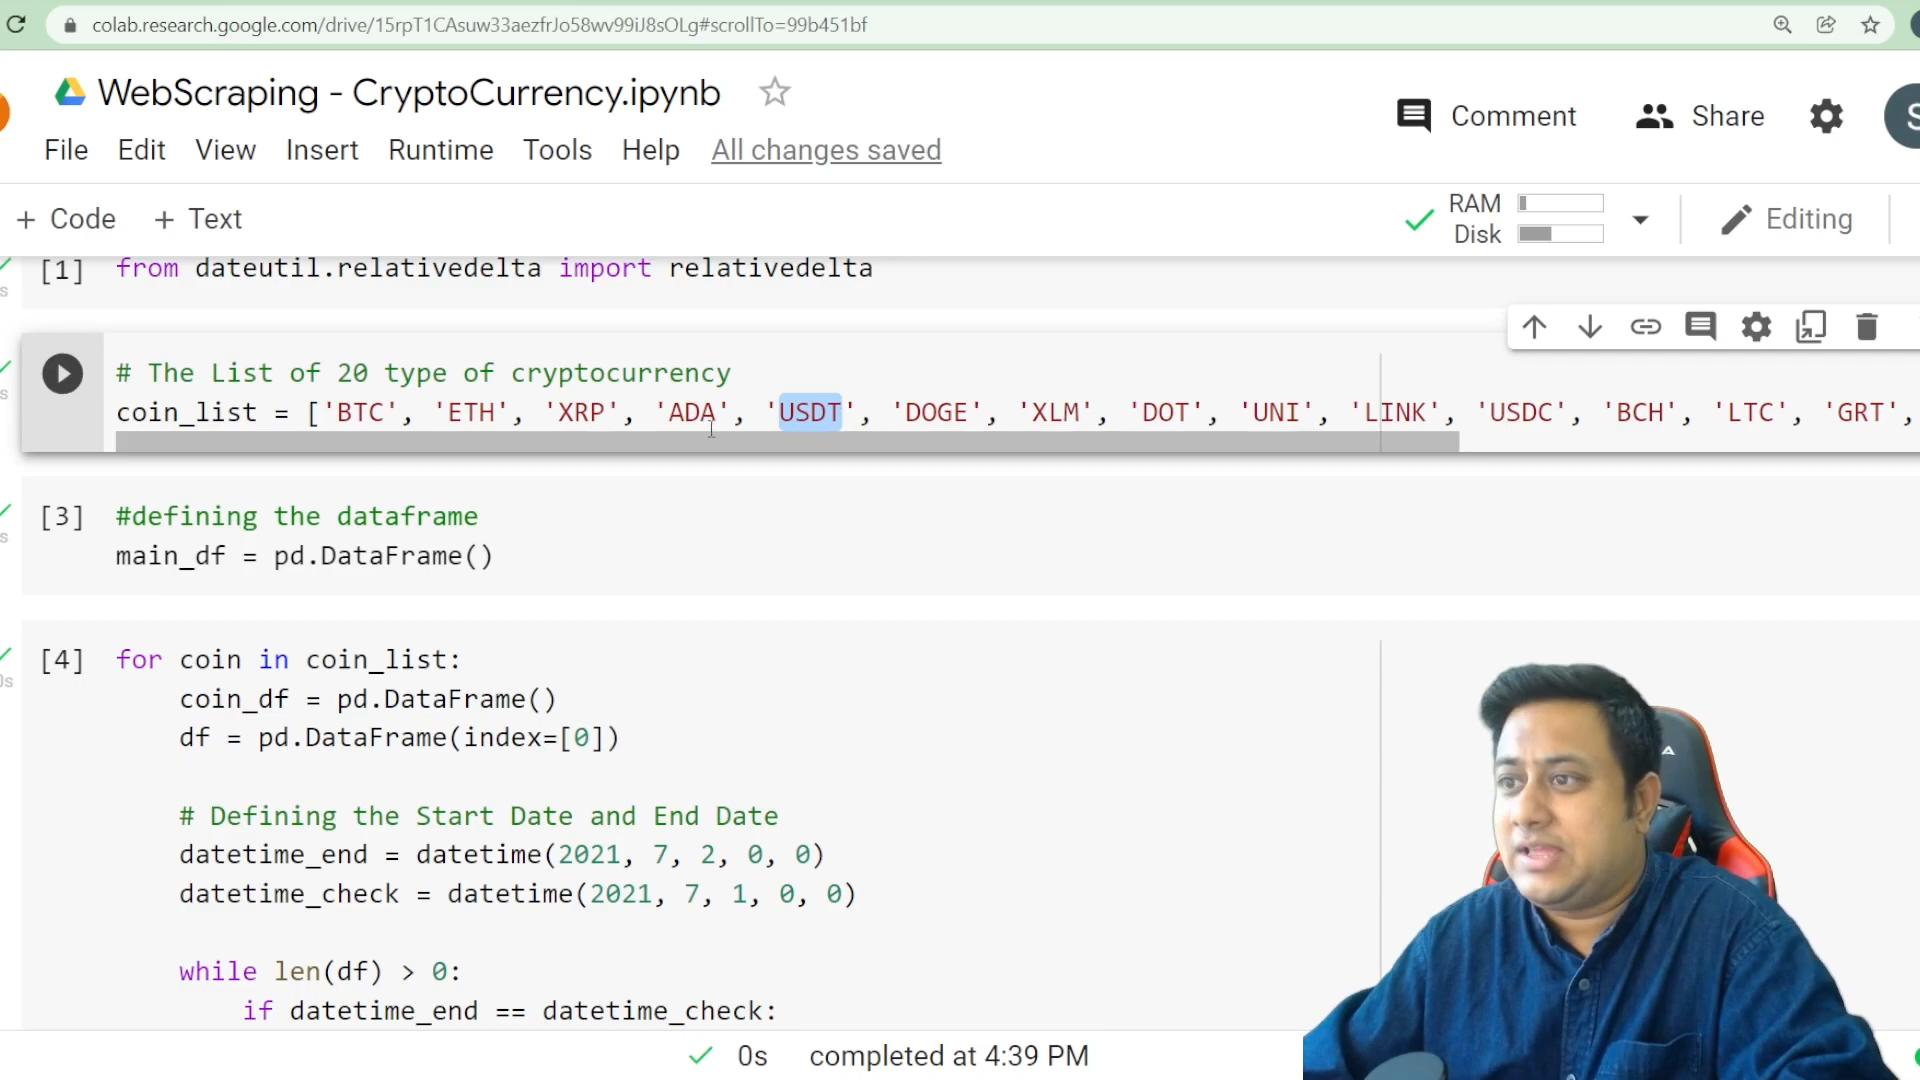 colab.research.google.com/drive/15rpT1CAsuw33aezfrJo58wv99iJ8sOLg#scrollTo=99b451bf
WebScraping - CryptoCurrency.ipynb
Comment
Share
S
File Edit View Insert Runtime Tools Help All changes saved
+ Code + Text
RAM
Disk
Editing
[1] from dateutil.relativedelta import relativedelta
s
# The List of 20 type of cryptocurrency
coin_list = ['BTC', 'ETH', 'XRP', 'ADA', 'USDT', 'DOGE', 'XLM', 'DOT', 'UNI', 'LINK', 'USDC', 'BCH', 'LTC', 'GRT',
s
[3] #defining the dataframe
main_df = pd.DataFrame()
s
[4] for coin in coin_list:
0s
coin_df = pd.DataFrame()
df = pd.DataFrame(index=[0])
# Defining the Start Date and End Date
datetime_end = datetime(2021, 7, 2, 0, 0)
datetime_check = datetime(2021, 7, 1, 0, 0)
while len(df) > 0:
if datetime_end == datetime_check:
0s completed at 4:39 PM